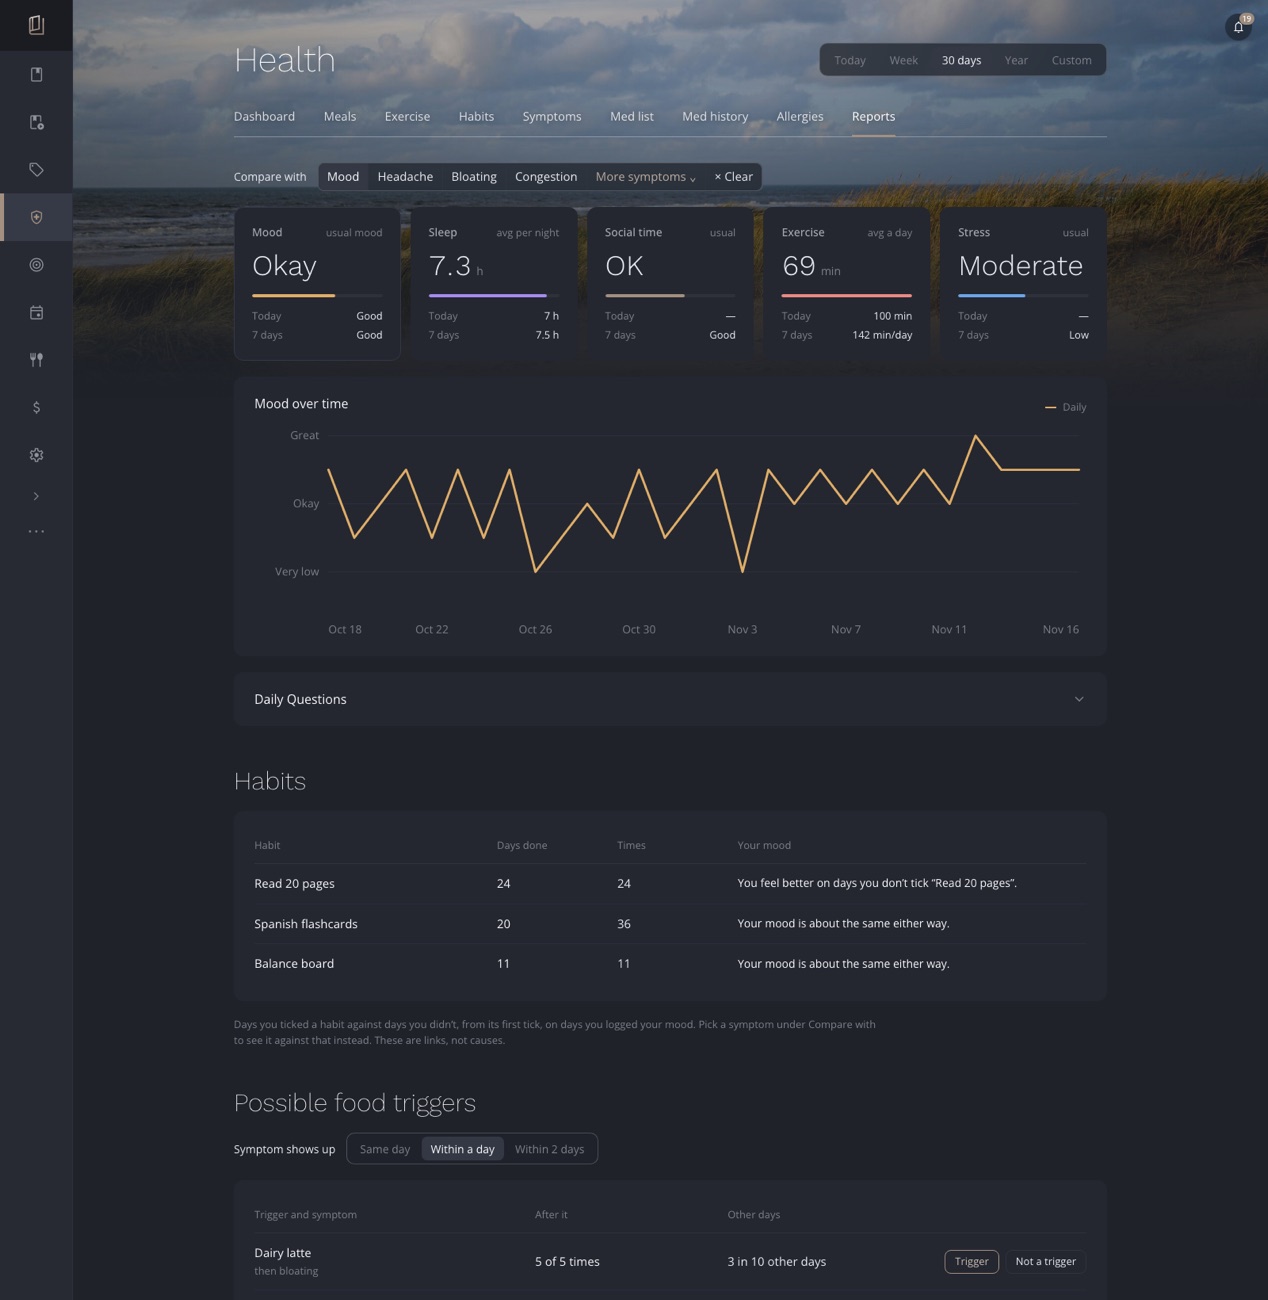 19
Health
Today Week 30 days Year Custom
Dashboard Meals Exercise Habits Symptoms Med list Med history Allergies Reports
Compare with Mood Headache Bloating Congestion More symptoms × Clear
Mood usual mood
Okay
Today Good
7 days Good
Sleep avg per night
7.3 h
Today 7 h
7 days 7.5 h
Social time usual
OK
Today —
7 days Good
Exercise avg a day
69 min
Today 100 min
7 days 142 min/day
Stress usual
Moderate
Today —
7 days Low
Mood over time
Daily
Great
Okay
Very low
Oct 18 Oct 22 Oct 26 Oct 30 Nov 3 Nov 7 Nov 11 Nov 16
Daily Questions
Habits
Habit Days done Times Your mood
Read 20 pages 24 24 You feel better on days you don’t tick “Read 20 pages”.
Spanish flashcards 20 36 Your mood is about the same either way.
Balance board 11 11 Your mood is about the same either way.
Days you ticked a habit against days you didn’t, from its first tick, on days you logged your mood. Pick a symptom under Compare with
to see it against that instead. These are links, not causes.
Possible food triggers
Symptom shows up Same day Within a day Within 2 days
Trigger and symptom After it Other days
Dairy latte 5 of 5 times 3 in 10 other days Trigger Not a trigger
then bloating